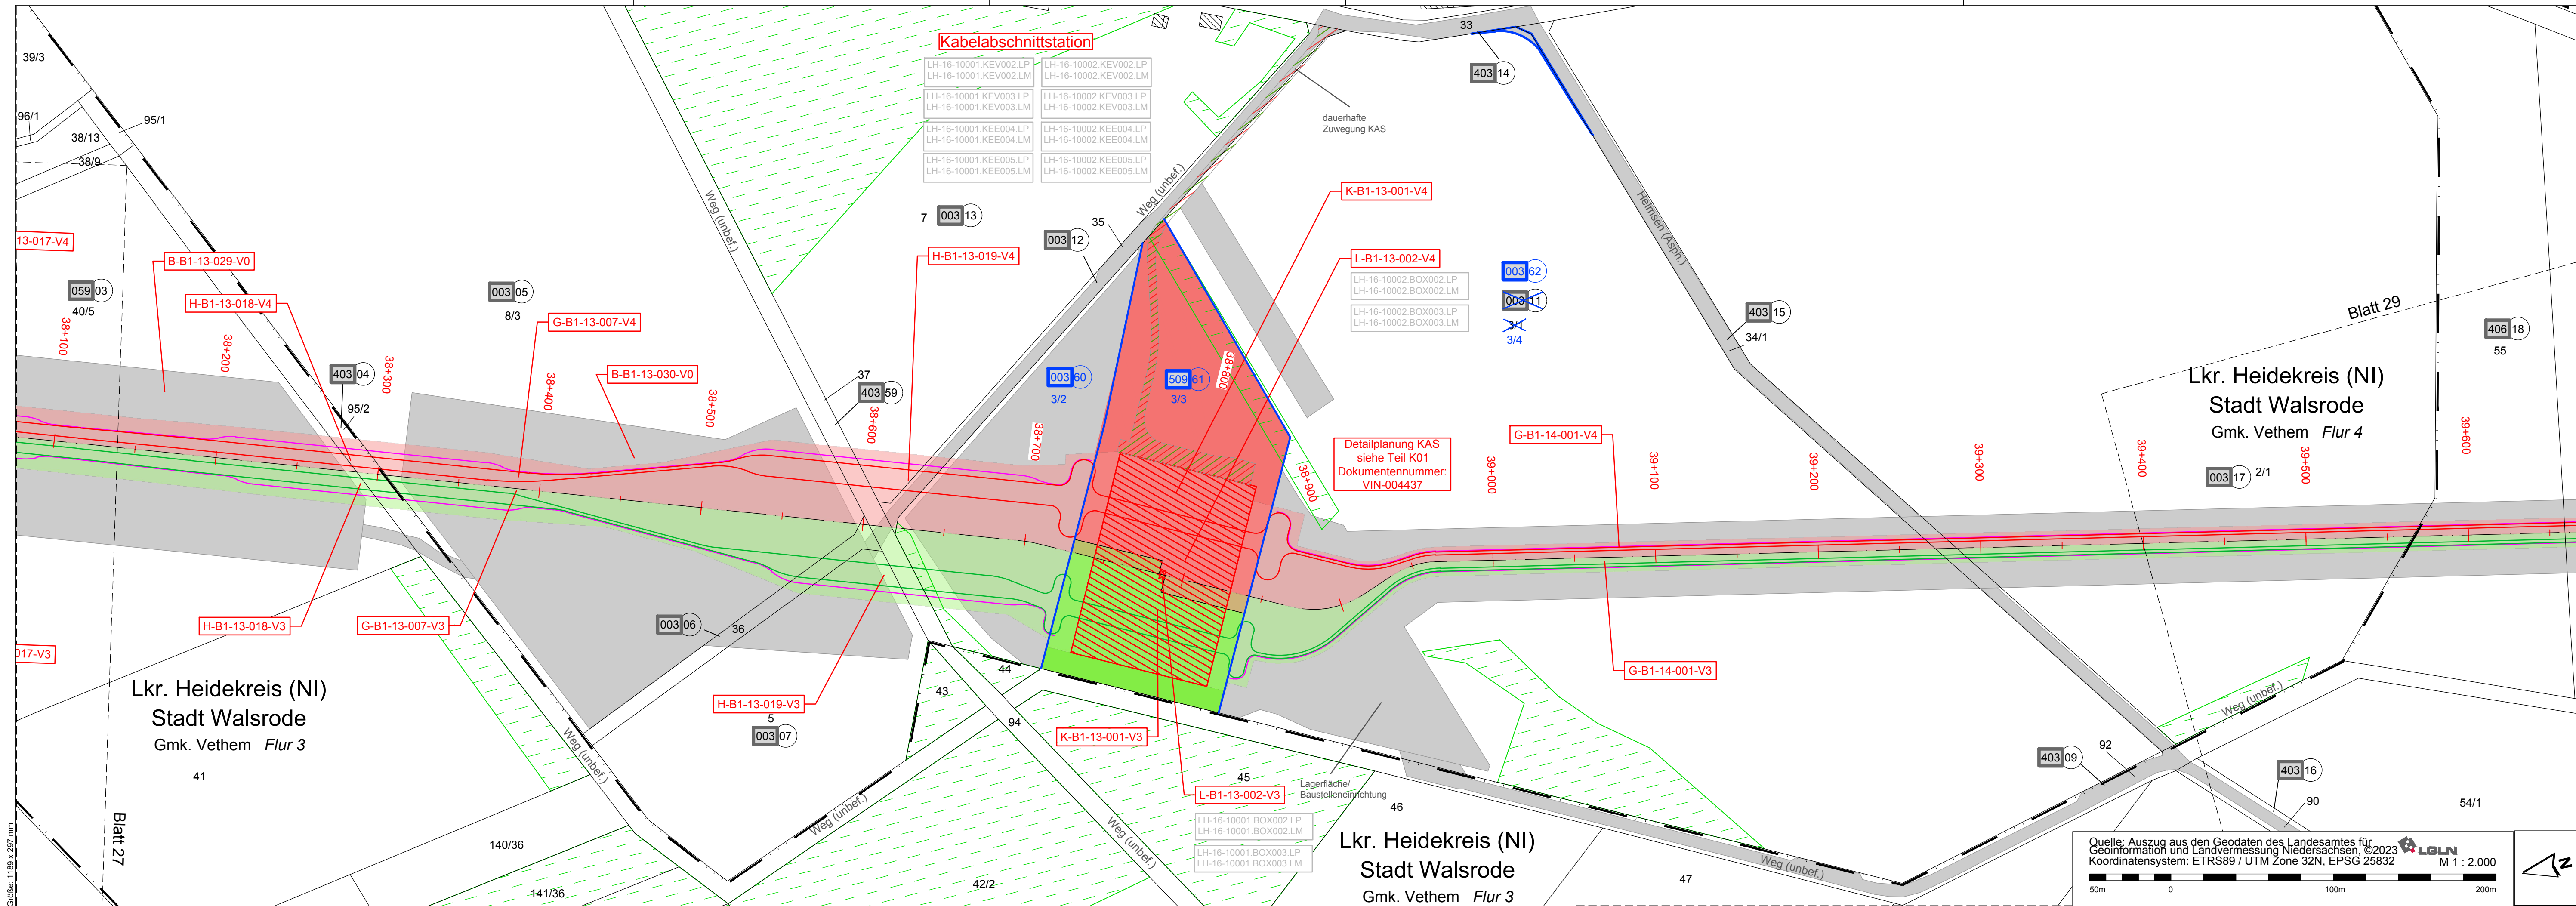 39/3
96/1
38/13
38/9
95/1
13-017-V4
B-B1-13-029-V0
059 03
40/5
H-B1-13-018-V4
38+100
38+200
403 04
38+300
95/2
003 05
8/3
G-B1-13-007-V4
B-B1-13-030-V0
38+400
38+500
Weg (unbef.)
Kabelabschnittstation
LH-16-10001.KEV002.LP
LH-16-10001.KEV002.LM
LH-16-10002.KEV002.LP
LH-16-10002.KEV002.LM
LH-16-10001.KEV003.LP
LH-16-10001.KEV003.LM
LH-16-10002.KEV003.LP
LH-16-10002.KEV003.LM
LH-16-10001.KEE004.LP
LH-16-10001.KEE004.LM
LH-16-10002.KEE004.LP
LH-16-10002.KEE004.LM
LH-16-10001.KEE005.LP
LH-16-10001.KEE005.LM
LH-16-10002.KEE005.LP
LH-16-10002.KEE005.LM
7
003 13
003 12
35
Weg (unbef.)
H-B1-13-019-V4
37
403 59
38+600
38+700
003 60
3/2
509 61
3/3
38+800
38+900
33
403 14
dauerhafte
Zuwegung KAS
K-B1-13-001-V4
L-B1-13-002-V4
LH-16-10002.BOX002.LP
LH-16-10002.BOX002.LM
LH-16-10002.BOX003.LP
LH-16-10002.BOX003.LM
003 62
003 11
3/1
3/4
Detailplanung KAS
siehe Teil K01
Dokumentennummer:
VIN-004437
Helmsen (Asph.)
403 15
34/1
G-B1-14-001-V4
39+000
39+100
39+200
39+300
39+400
39+500
39+600
Blatt 29
406 18
55
Lkr. Heidekreis (NI)
Stadt Walsrode
Gmk. Vethem Flur 4
003 17
2/1
H-B1-13-018-V3
G-B1-13-007-V3
017-V3
Lkr. Heidekreis (NI)
Stadt Walsrode
Gmk. Vethem Flur 3
41
Blatt 27
Größe: 1189 x 297 mm
003 06
36
H-B1-13-019-V3
5
003 07
43
44
94
Weg (unbef.)
Weg (unbef.)
Weg (unbef.)
140/36
141/36
42/2
K-B1-13-001-V3
L-B1-13-002-V3
LH-16-10001.BOX002.LP
LH-16-10001.BOX002.LM
LH-16-10001.BOX003.LP
LH-16-10001.BOX003.LM
45
Lagerfläche/
Baustelleneinrichtung
46
Lkr. Heidekreis (NI)
Stadt Walsrode
Gmk. Vethem Flur 3
47
Weg (unbef.)
G-B1-14-001-V3
Weg (unbef.)
403 09
92
403 16
90
54/1
Quelle: Auszug aus den Geodaten des Landesamtes für
Geoinformation und Landvermessung Niedersachsen, ©2023
LGLN
Koordinatensystem: ETRS89 / UTM Zone 32N, EPSG 25832
M 1 : 2.000
50m 0 100m 200m
N